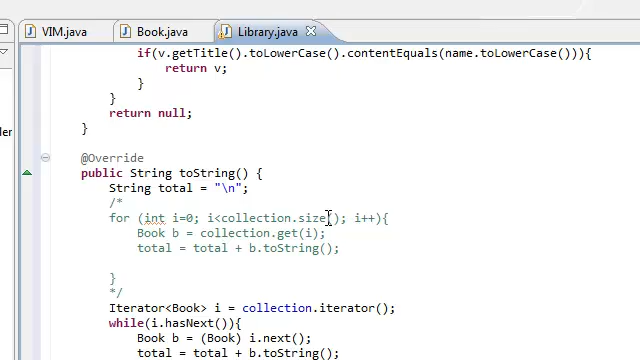 VIM.java Book.java Library.java
if(v.getTitle().toLowerCase().contentEquals(name.toLowerCase())){
return v;
}
}
return null;
}
@Override
public String toString() {
String total = "\n";
/*
for (int i=0; i<collection.size(); i++){
Book b = collection.get(i);
total = total + b.toString();
}
*/
Iterator<Book> i = collection.iterator();
while(i.hasNext()){
Book b = (Book) i.next();
total = total + b.toString();